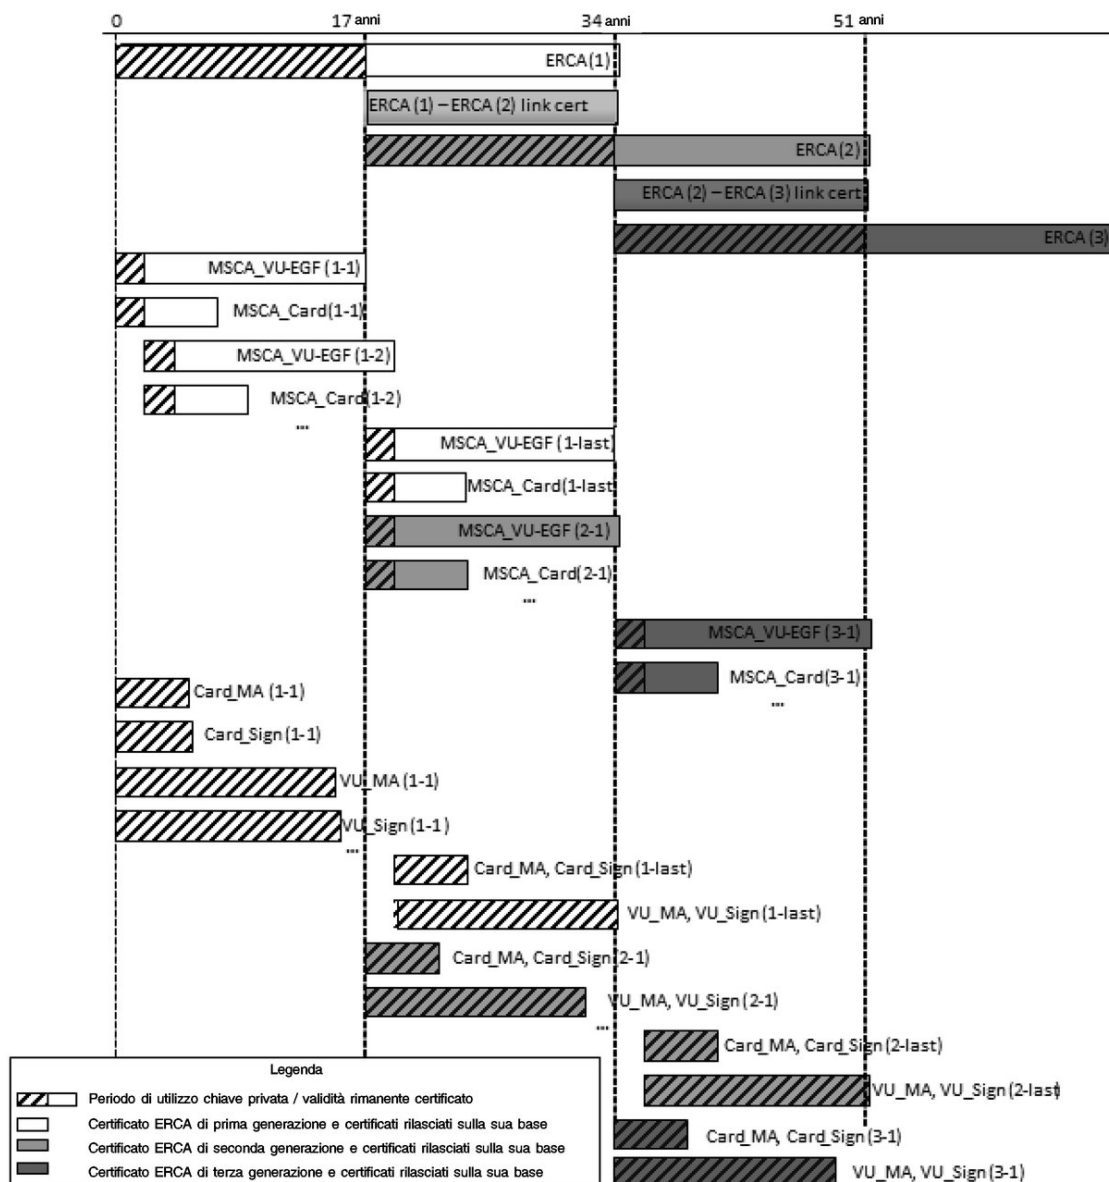 0 17 anni 34 anni 51 anni
ERCA (1)
ERCA (1) – ERCA (2) link cert
ERCA (2)
ERCA (2) – ERCA (3) link cert
ERCA (3)
MSCA_VU-EGF (1-1)
MSCA_Card(1-1)
MSCA_VU-EGF (1-2)
MSCA_Card(1-2)
...
MSCA_VU-EGF (1-last)
MSCA_Card(1-last
MSCA_VU-EGF (2-1)
MSCA_Card(2-1)
...
MSCA_VU-EGF (3-1)
MSCA_Card(3-1)
...
Card_MA (1-1)
Card_Sign (1-1)
VU_MA (1-1)
VU_Sign (1-1)
...
Card_MA, Card_Sign (1-last)
VU_MA, VU_Sign (1-last)
Card_MA, Card_Sign (2-1)
VU_MA, VU_Sign (2-1)
...
Card_MA, Card_Sign (2-last)
VU_MA, VU_Sign (2-last)
Card_MA, Card_Sign (3-1)
VU_MA, VU_Sign (3-1)
Legenda
Periodo di utilizzo chiave privata / validità rimanente certificato
Certificato ERCA di prima generazione e certificati rilasciati sulla sua base
Certificato ERCA di seconda generazione e certificati rilasciati sulla sua base
Certificato ERCA di terza generazione e certificati rilasciati sulla sua base